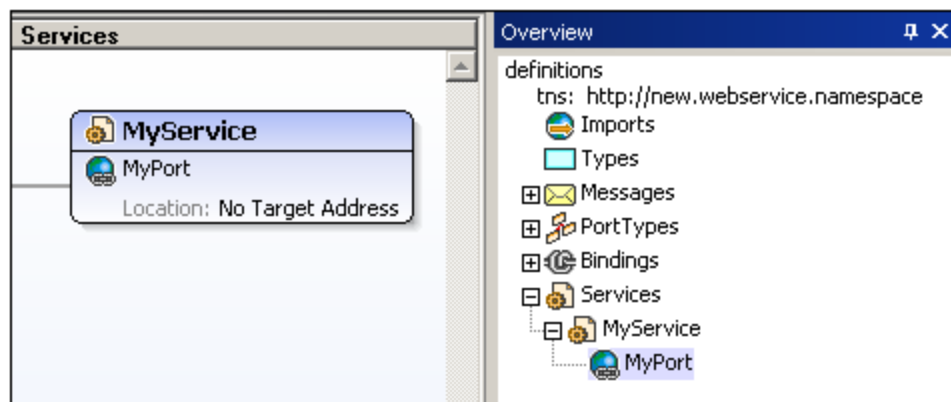 Services
MyService
MyPort
Location: No Target Address
Overview
definitions
tns: http://new.webservice.namespace
Imports
Types
Messages
PortTypes
Bindings
Services
MyService
MyPort